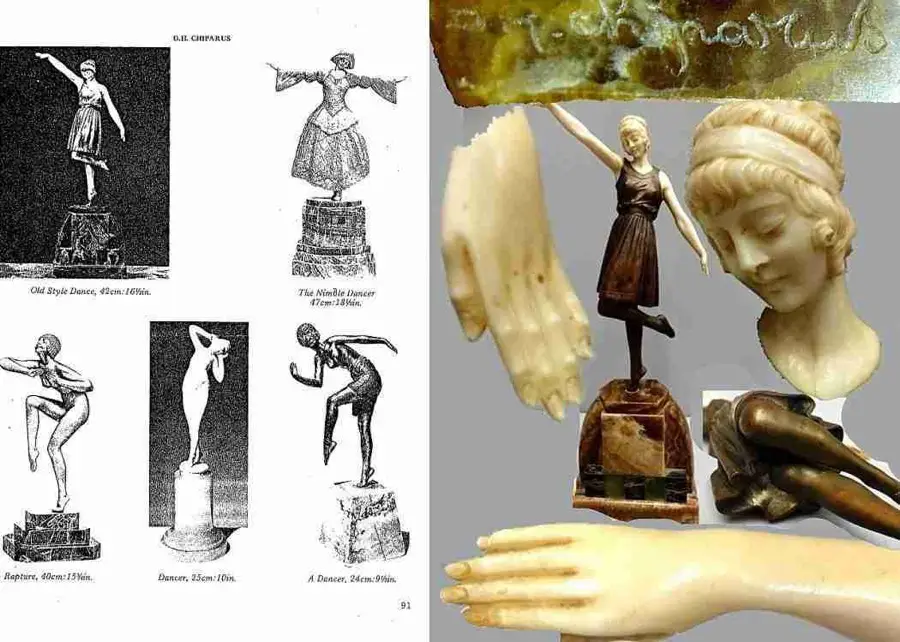 D.H. CHIPARUS
Old Style Dance, 42cm:16½in.
The Nimble Dancer
47cm:18½in.
Rapture, 40cm:15¾in.
Dancer, 25cm:10in.
A Dancer, 24cm:9½in.
91